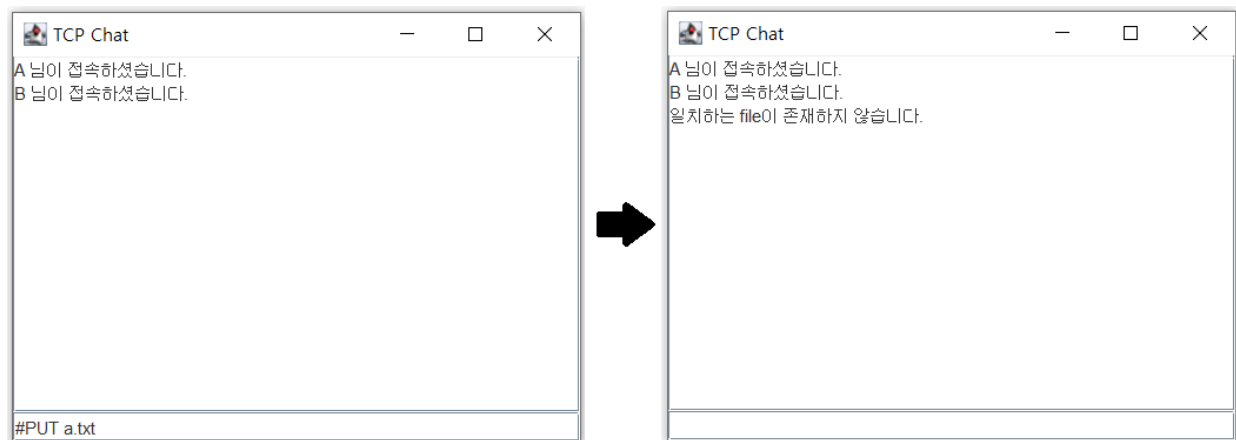 TCP Chat
A 님이 접속하셨습니다.
B 님이 접속하셨습니다.
#PUT a.txt
TCP Chat
A 님이 접속하셨습니다.
B 님이 접속하셨습니다.
일치하는 file이 존재하지 않습니다.